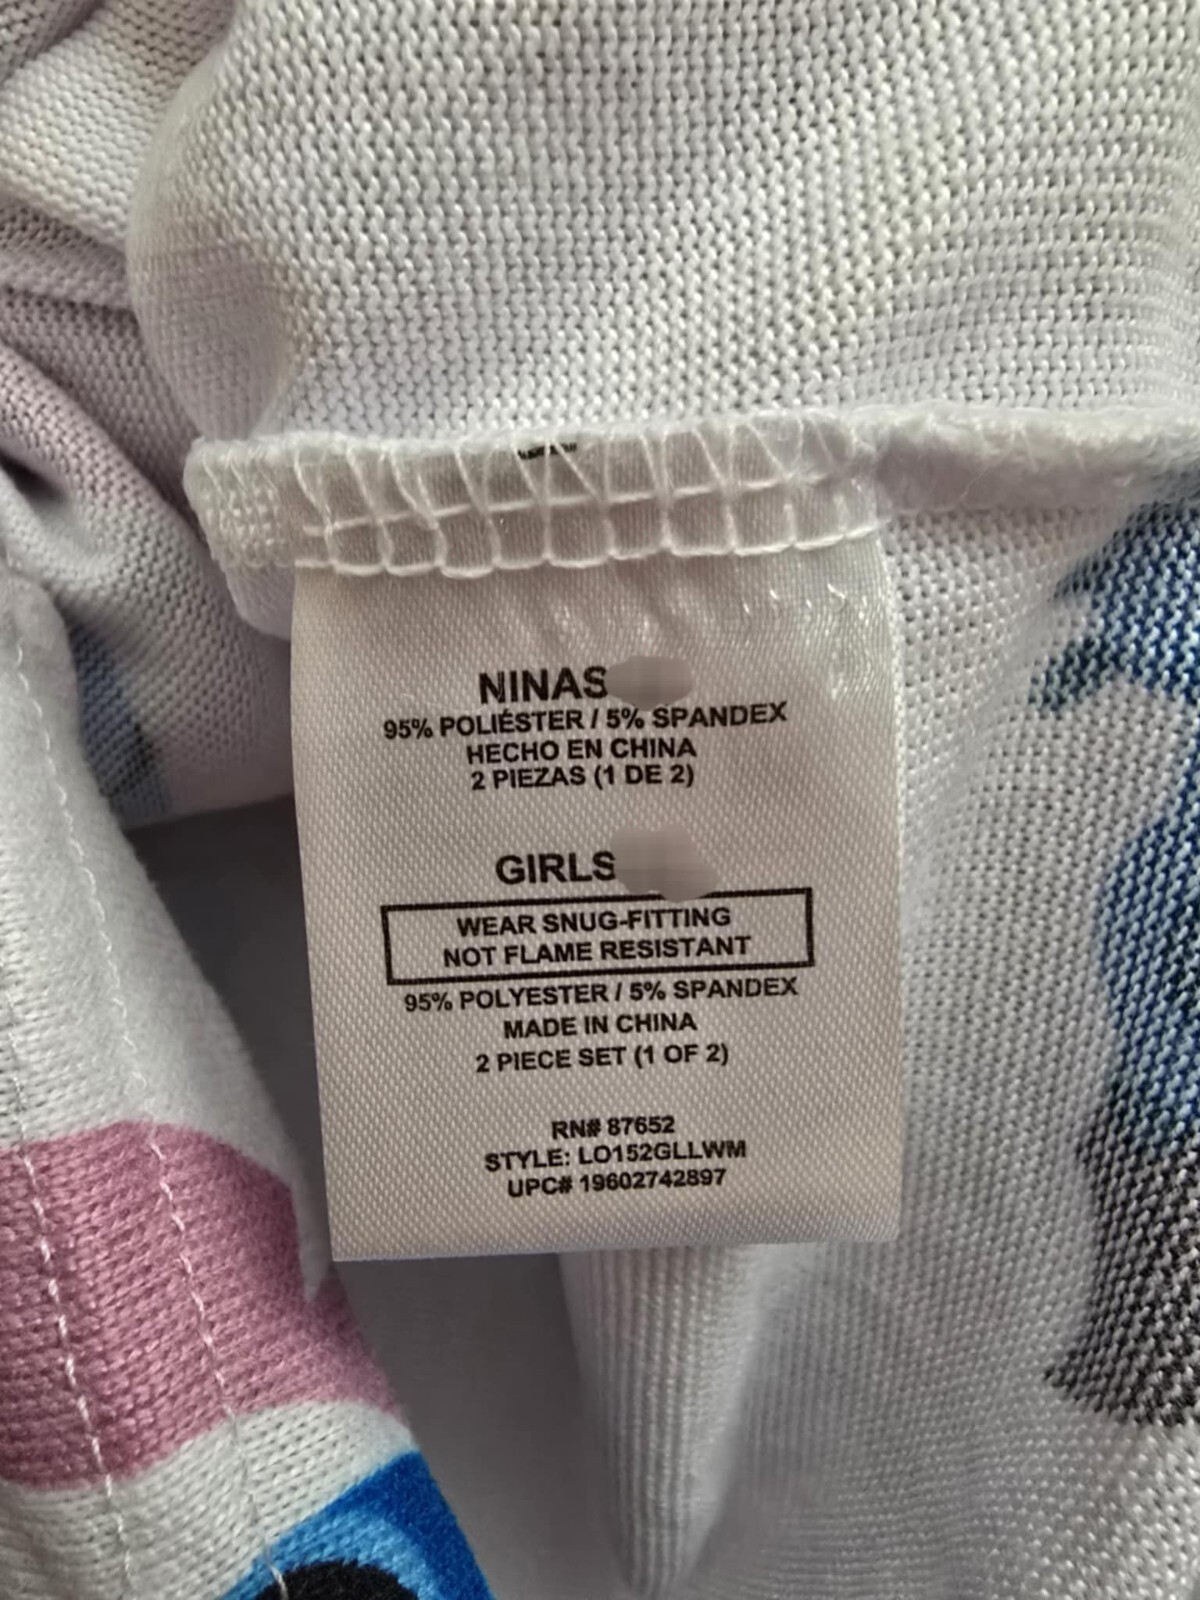 NINAS
95% POLIÉSTER / 5% SPANDEX
HECHO EN CHINA
2 PIEZAS (1 DE 2)
GIRLS
WEAR SNUG-FITTING
NOT FLAME RESISTANT
95% POLYESTER / 5% SPANDEX
MADE IN CHINA
2 PIECE SET (1 OF 2)
RN# 87652
STYLE: LO152GLLWM
UPC# 19602742897